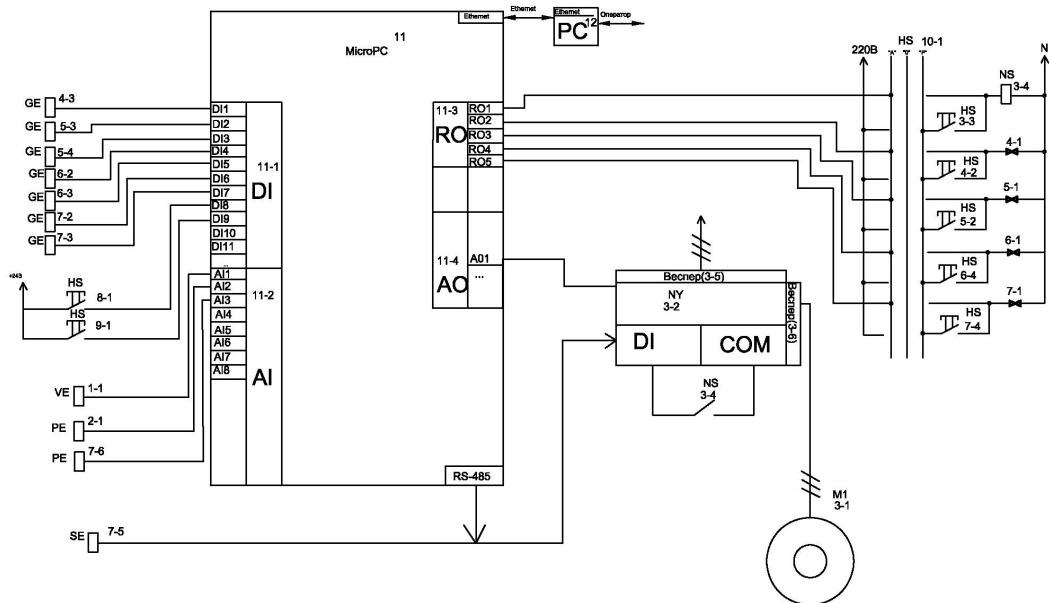 Ethernet
Ethernet
Ethernet
Оператор
PC
12
11
MicroPC
220В
HS
10-1
N
NS
3-4
HS
3-3
4-1
HS
4-2
5-1
HS
5-2
6-1
HS
6-4
7-1
HS
7-4
GE
4-3
GE
5-3
GE
5-4
GE
6-2
GE
6-3
GE
7-2
GE
7-3
DI1
DI2
DI3
DI4
DI5
DI6
DI7
DI8
DI9
DI10
DI11
...
11-1
DI
AI1
AI2
AI3
AI4
AI5
AI6
AI7
AI8
11-2
AI
11-3
RO
RO1
RO2
RO3
RO4
RO5
11-4
AO
A01
...
HS
8-1
HS
9-1
VE
1-1
PE
2-1
PE
7-6
SE
7-5
RS-485
Веспер(3-5)
NY
3-2
Веспер(3-6)
DI
COM
NS
3-4
M1
3-1